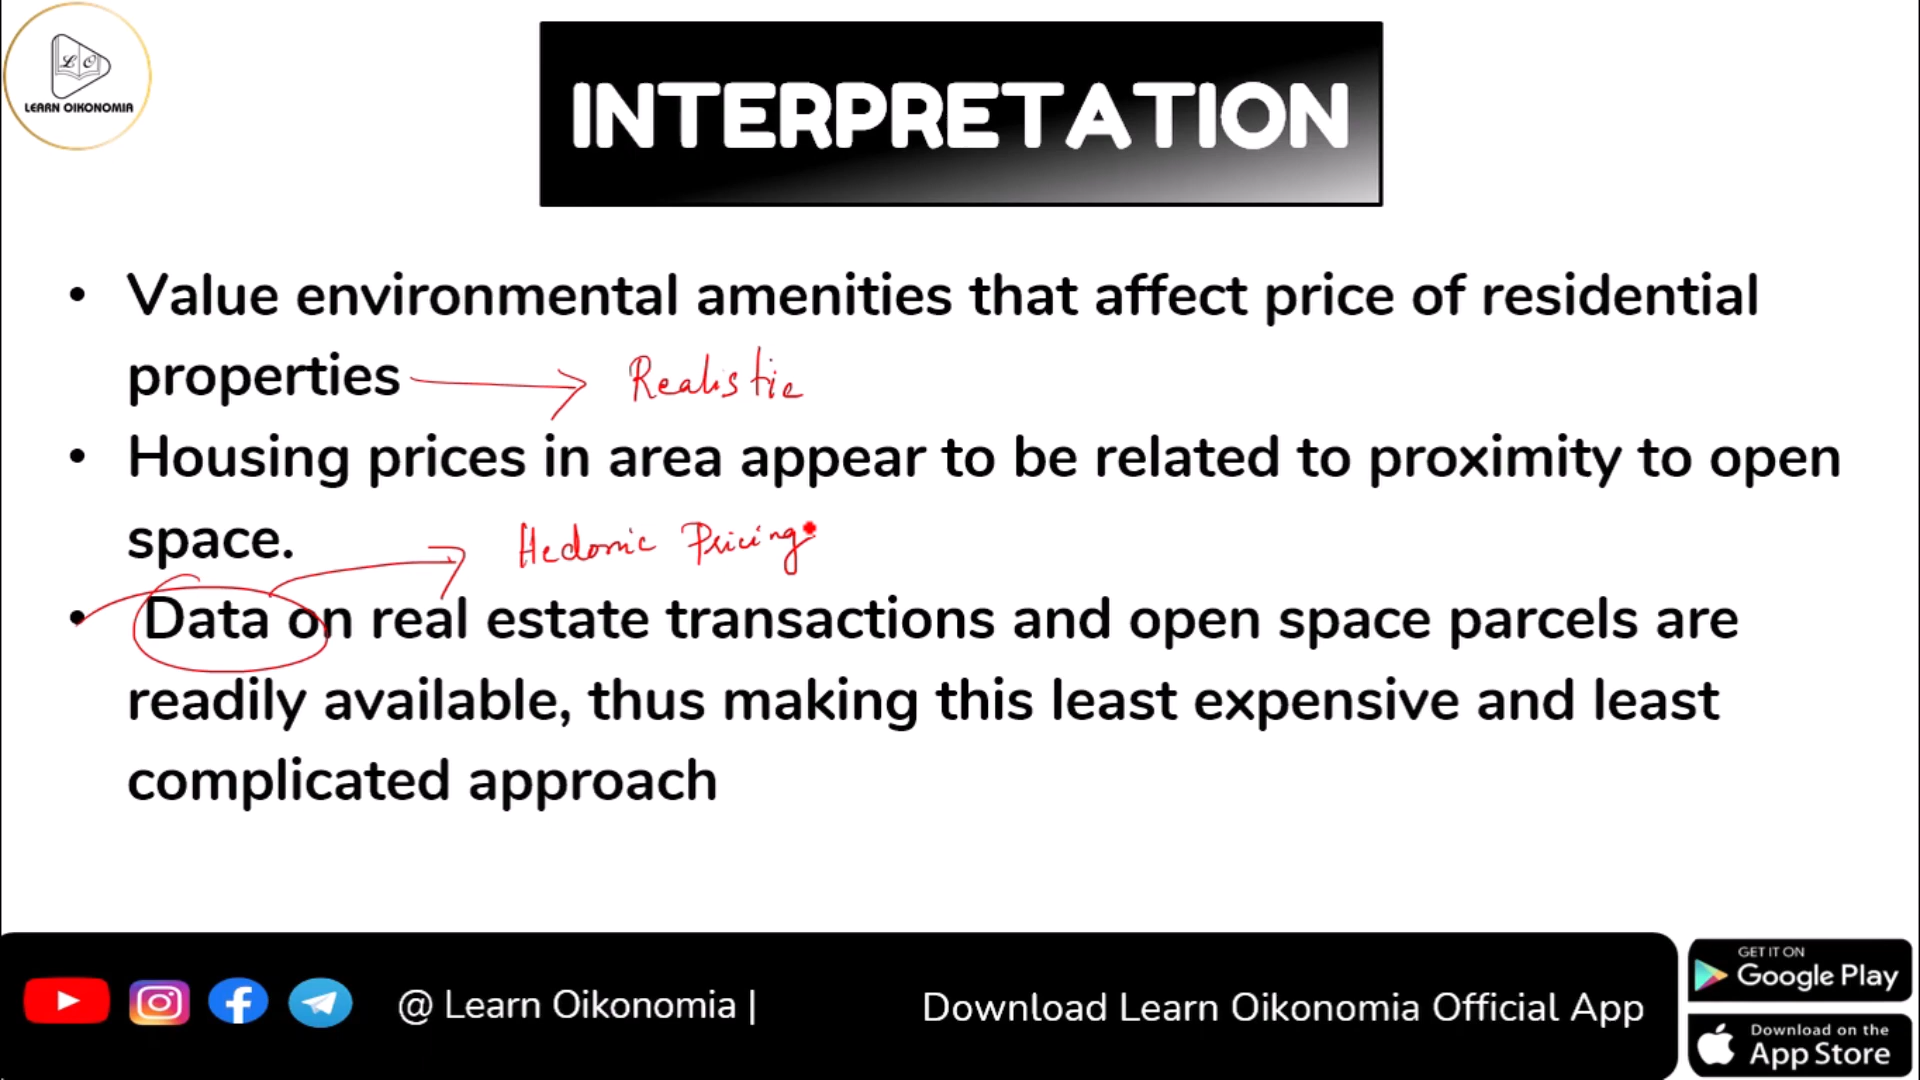 L O
LEARN OIKONOMIA
INTERPRETATION
• Value environmental amenities that affect price of residential
properties Realistic
• Housing prices in area appear to be related to proximity to open
space. Hedonic Pricing
• Data on real estate transactions and open space parcels are
readily available, thus making this least expensive and least
complicated approach
@ Learn Oikonomia |
Download Learn Oikonomia Official App
GET IT ON
Google Play
Download on the
App Store